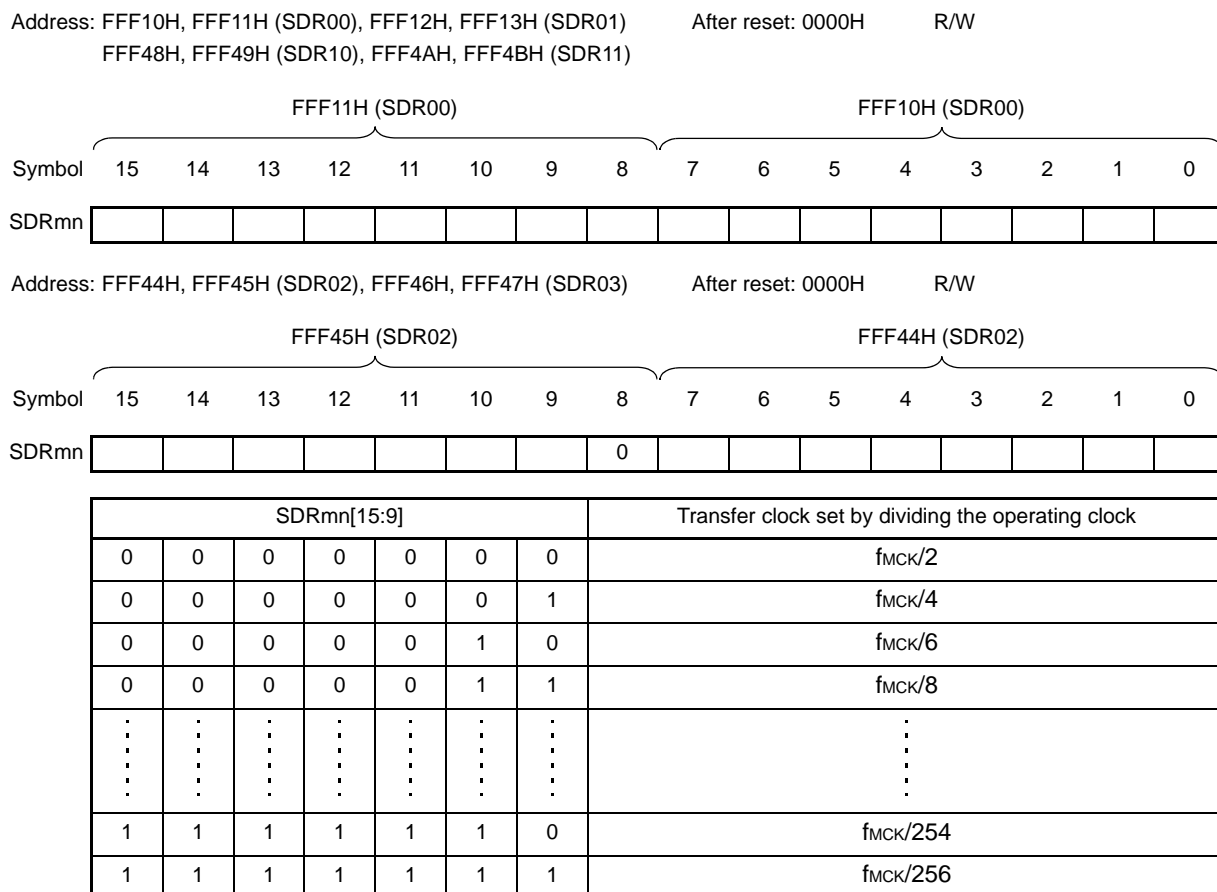 Address: FFF10H, FFF11H (SDR00), FFF12H, FFF13H (SDR01) After reset: 0000H R/W
FFF48H, FFF49H (SDR10), FFF4AH, FFF4BH (SDR11)
FFF11H (SDR00) FFF10H (SDR00)
Symbol 15 14 13 12 11 10 9 8 7 6 5 4 3 2 1 0
SDRmn
Address: FFF44H, FFF45H (SDR02), FFF46H, FFF47H (SDR03) After reset: 0000H R/W
FFF45H (SDR02) FFF44H (SDR02)
Symbol 15 14 13 12 11 10 9 8 7 6 5 4 3 2 1 0
SDRmn 0
SDRmn[15:9] Transfer clock set by dividing the operating clock
0 0 0 0 0 0 0 fMCK/2
0 0 0 0 0 0 1 fMCK/4
0 0 0 0 0 1 0 fMCK/6
0 0 0 0 0 1 1 fMCK/8
1 1 1 1 1 1 0 fMCK/254
1 1 1 1 1 1 1 fMCK/256